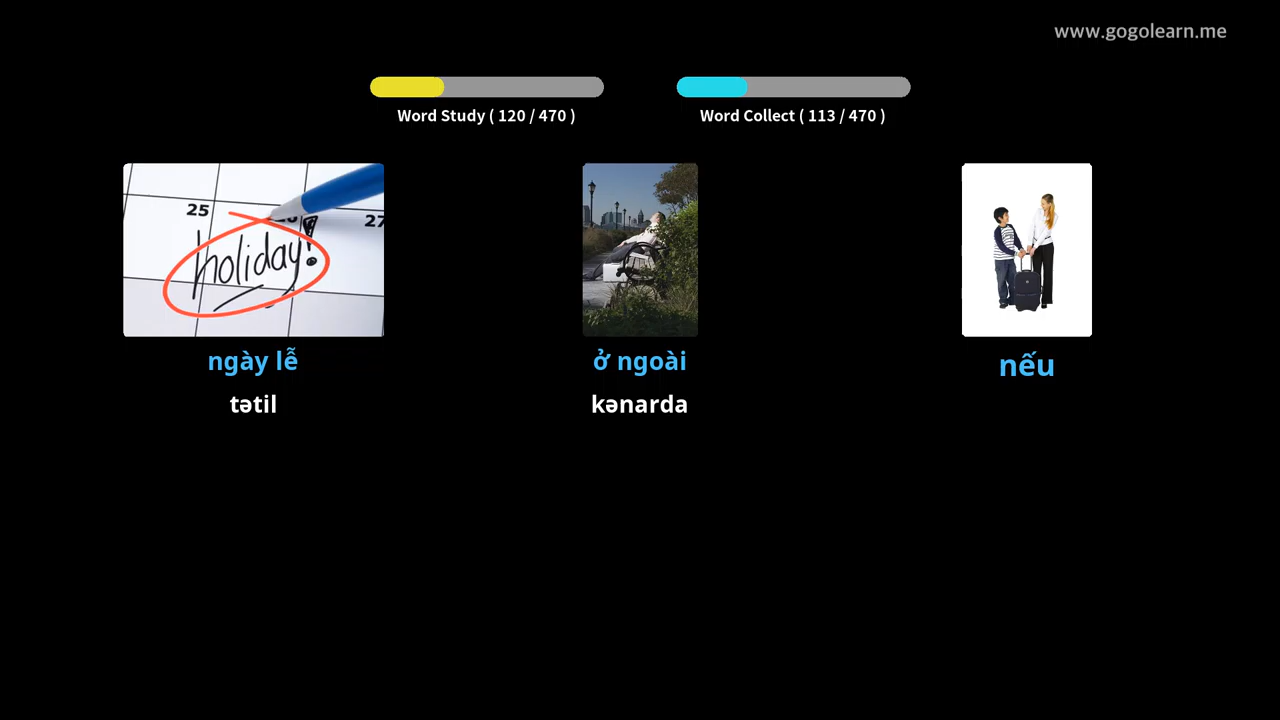 www.gogolearn.me
Word Study ( 120 / 470 )
Word Collect ( 113 / 470 )
25
27
holiday!
ngày lễ
tətil
ở ngoài
kənarda
nếu